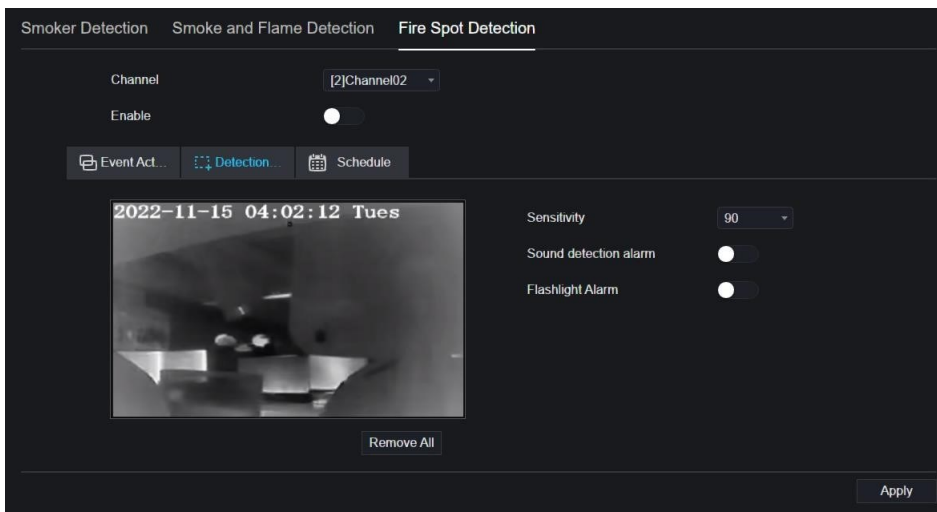 Smoker Detection Smoke and Flame Detection Fire Spot Detection
Channel [2]Channel02
Enable
Event Act... Detection... Schedule
2022-11-15 04:02:12 Tues
Sensitivity 90
Sound detection alarm
Flashlight Alarm
Remove All
Apply